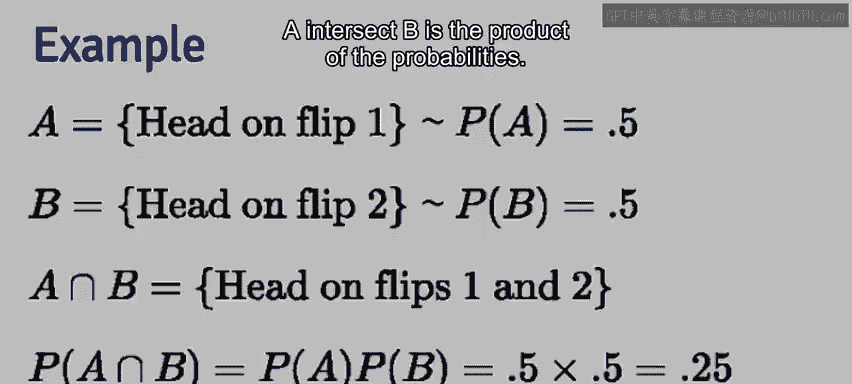 Example
A intersect B is the product
of the probabilities.
A = {Head on flip 1} ~ P(A) = .5
B = {Head on flip 2} ~ P(B) = .5
A ∩ B = {Head on flips 1 and 2}
P(A ∩ B) = P(A)P(B) = .5 × .5 = .25